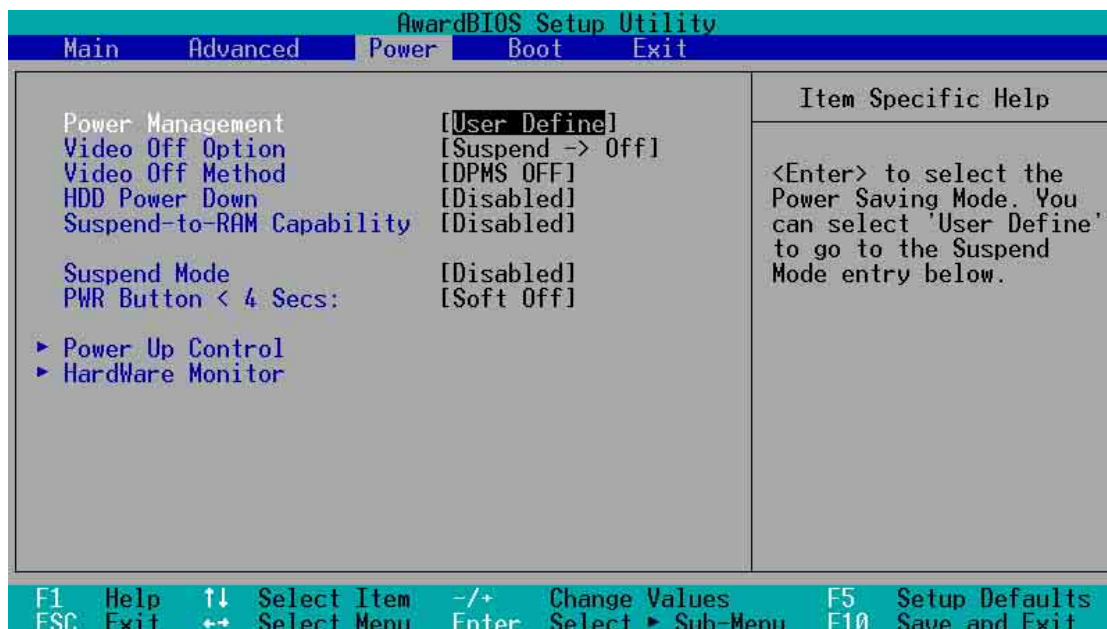 AwardBIOS Setup Utility
Main Advanced Power Boot Exit
Power Management [User Define]
Video Off Option [Suspend -> Off]
Video Off Method [DPMS OFF]
HDD Power Down [Disabled]
Suspend-to-RAM Capability [Disabled]
Suspend Mode [Disabled]
PWR Button < 4 Secs: [Soft Off]
▸ Power Up Control
▸ HardWare Monitor
Item Specific Help
<Enter> to select the
Power Saving Mode. You
can select 'User Define'
to go to the Suspend
Mode entry below.
F1 Help ↑↓ Select Item -/+ Change Values F5 Setup Defaults
ESC Exit ←→ Select Menu Enter Select ▸ Sub-Menu F10 Save and Exit